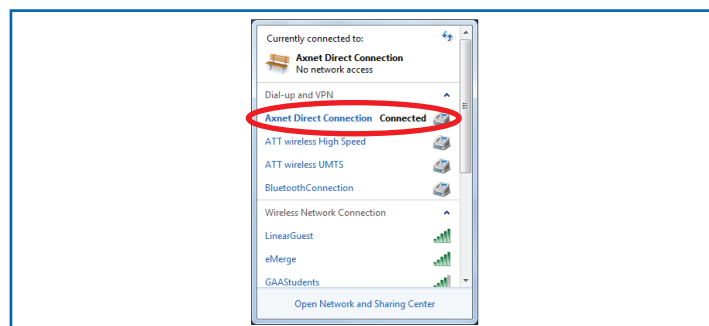 Currently connected to:
Axnet Direct Connection
No network access
Dial-up and VPN
Axnet Direct Connection Connected
ATT wireless High Speed
ATT wireless UMTS
BluetoothConnection
Wireless Network Connection
LinearGuest
eMerge
GAAStudents
Open Network and Sharing Center